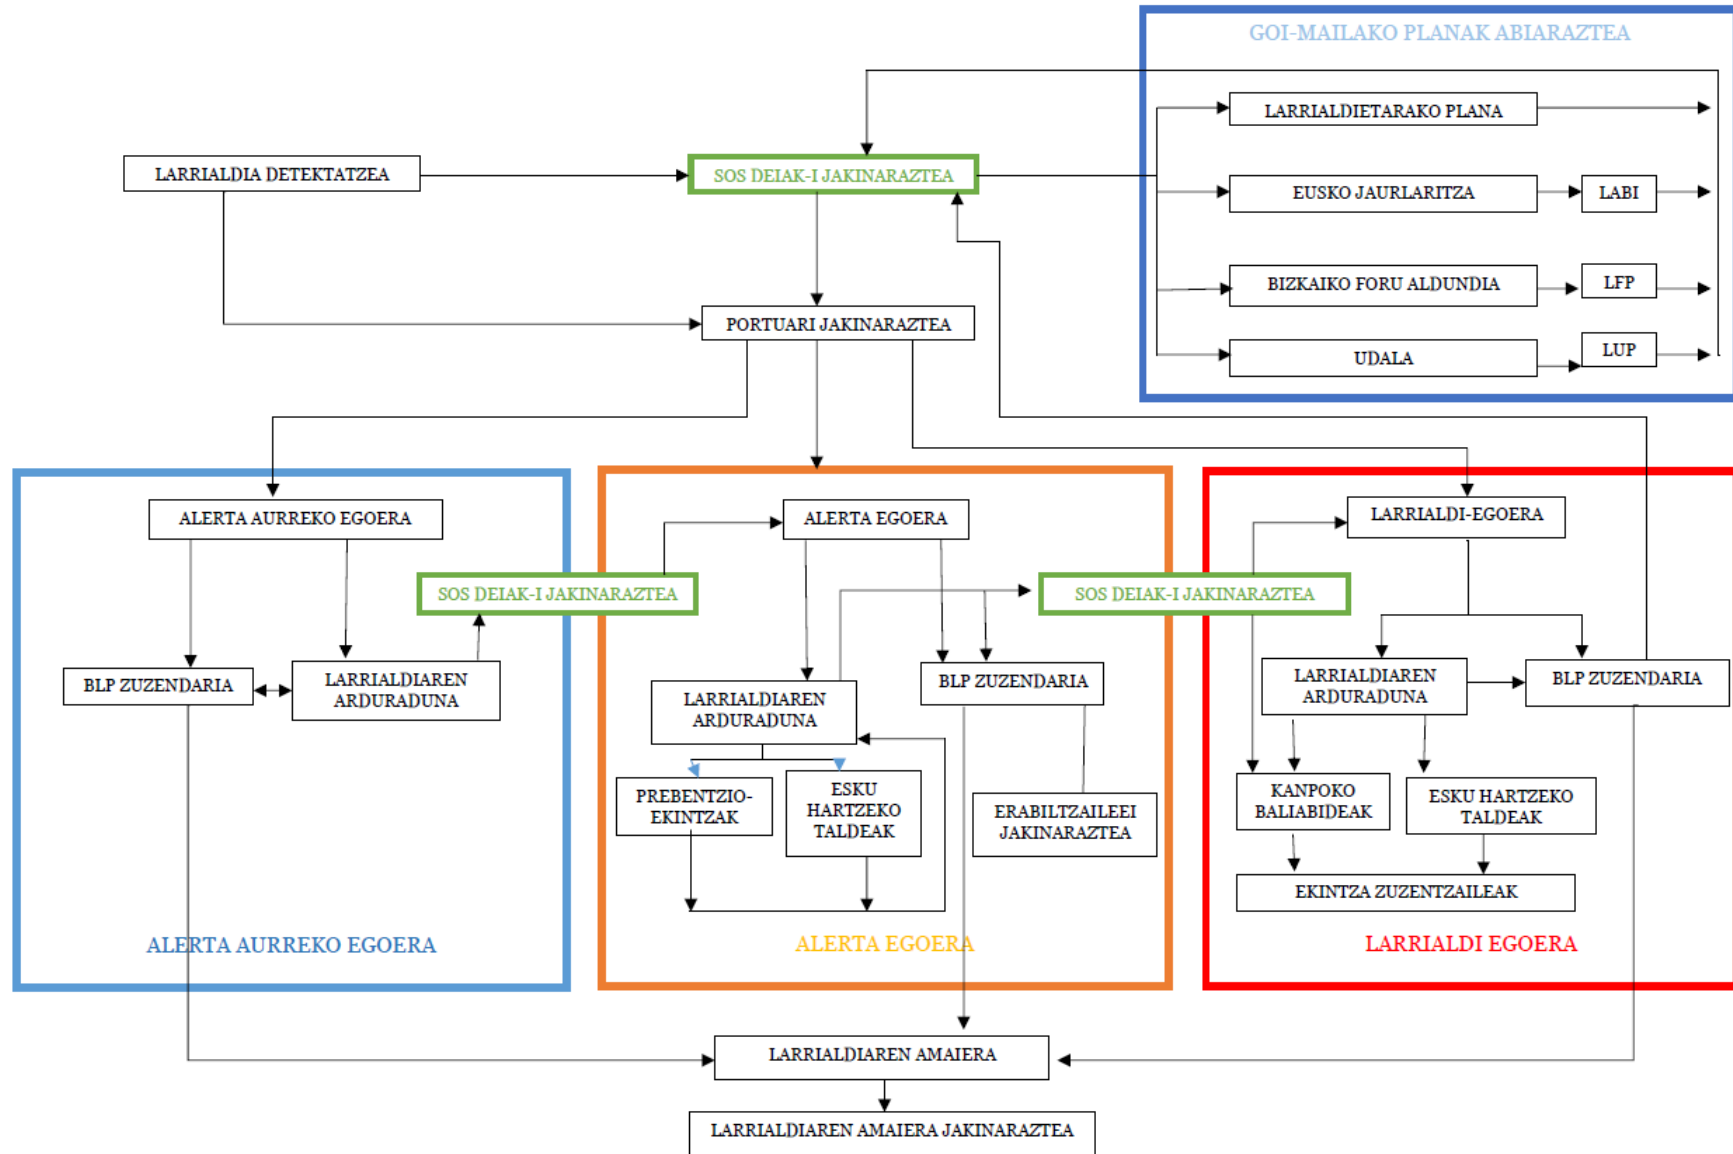 GOI-MAILAKO PLANAK ABIARAZTEA
LARRIALDIETARAKO PLANA
LARRIALDIA DETEKTATZEA
SOS DEIAK-I JAKINARAZTEA
EUSKO JAURLARITZA
LABI
BIZKAIKO FORU ALDUNDIA
LFP
PORTUARI JAKINARAZTEA
UDALA
LUP
ALERTA AURREKO EGOERA
ALERTA EGOERA
LARRIALDI-EGOERA
SOS DEIAK-I JAKINARAZTEA
SOS DEIAK-I JAKINARAZTEA
BLP ZUZENDARIA
LARRIALDIAREN
ARDURADUNA
LARRIALDIAREN
ARDURADUNA
BLP ZUZENDARIA
LARRIALDIAREN
ARDURADUNA
BLP ZUZENDARIA
PREBENTZIO-
EKINTZAK
ESKU
HARTZEKO
TALDEAK
ERABILTZAILEEI
JAKINARAZTEA
KANPOKO
BALIABIDEAK
ESKU HARTZEKO
TALDEAK
EKINTZA ZUZENTZAILEAK
ALERTA AURREKO EGOERA
ALERTA EGOERA
LARRIALDI EGOERA
LARRIALDIAREN AMAIERA
LARRIALDIAREN AMAIERA JAKINARAZTEA